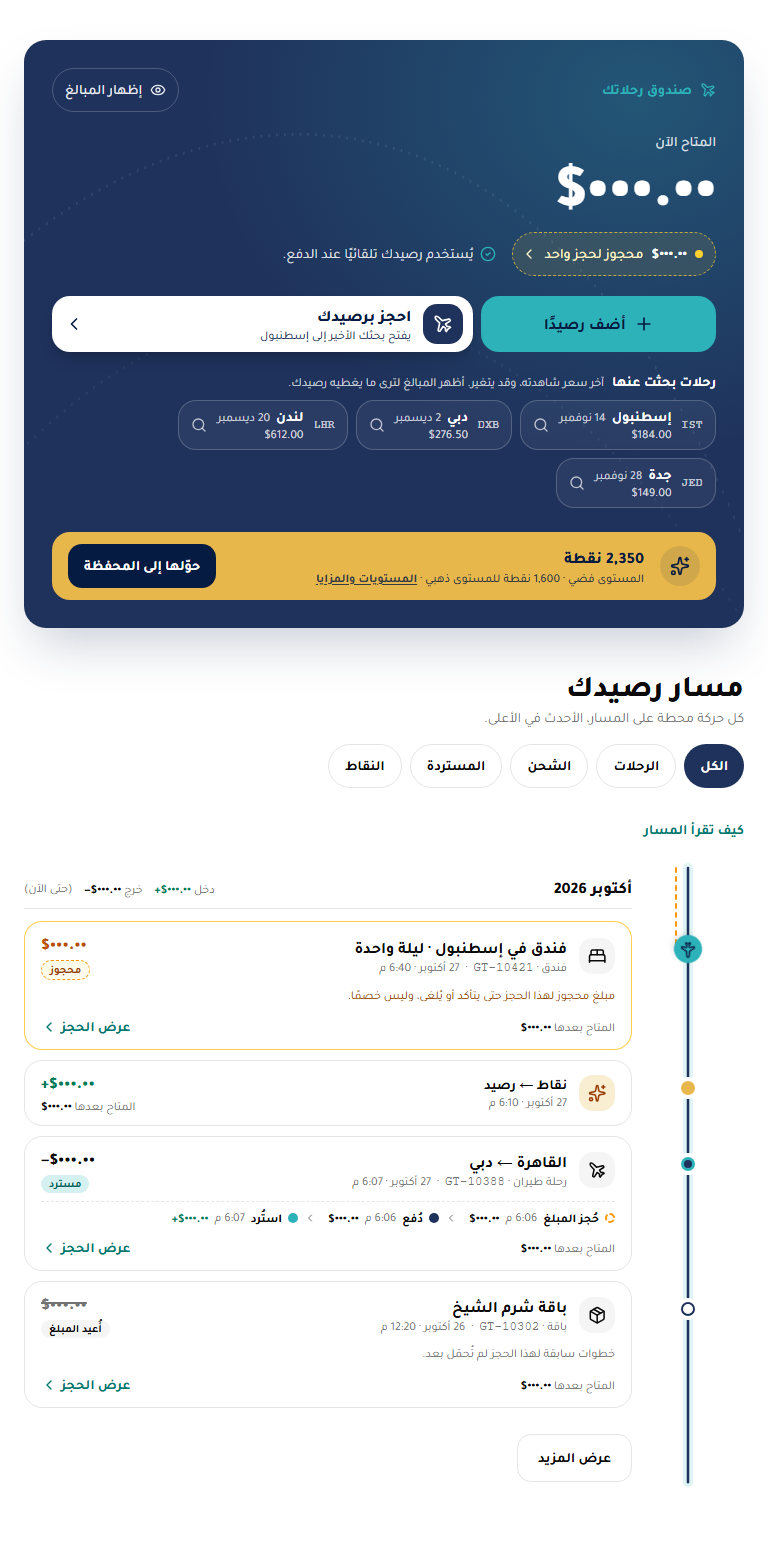 صندوق رحلاتك
إظهار المبالغ
المتاح الآن
$•••.••
$•••.•• محجوز لحجز واحد
يُستخدم رصيدك تلقائيًا عند الدفع.
أضف رصيدًا
احجز برصيدك
يفتح بحثك الأخير إلى إسطنبول
رحلات بحثت عنها آخر سعر شاهدته، وقد يتغير. أظهر المبالغ لترى ما يغطيه رصيدك.
IST إسطنبول 14 نوفمبر
$184.00
DXB دبي 2 ديسمبر
$276.50
LHR لندن 20 ديسمبر
$612.00
JED جدة 28 نوفمبر
$149.00
2,350 نقطة
المستوى فضي · 1,600 نقطة للمستوى ذهبي · المستويات والمزايا
حوّلها إلى المحفظة
مسار رصيدك
كل حركة محطة على المسار، الأحدث في الأعلى.
الكل
الرحلات
الشحن
المستردة
النقاط
كيف تقرأ المسار
أكتوبر 2026
دخل +$•••.•• خرج −$•••.•• (حتى الآن)
فندق في إسطنبول · ليلة واحدة
$•••.••
فندق · GT-10421 · 27 أكتوبر · 6:40 م
محجوز
مبلغ محجوز لهذا الحجز حتى يتأكد أو يُلغى، وليس خصمًا.
المتاح بعدها $•••.••
عرض الحجز
نقاط ← رصيد
+$•••.••
27 أكتوبر · 6:10 م
المتاح بعدها $•••.••
القاهرة ← دبي
−$•••.••
رحلة طيران · GT-10388 · 27 أكتوبر · 6:07 م
مسترد
حُجز المبلغ 6:06 م $•••.•• دُفع 6:06 م $•••.•• استُرد 6:07 م +$•••.••
المتاح بعدها $•••.••
عرض الحجز
باقة شرم الشيخ
$•••.••
باقة · GT-10302 · 26 أكتوبر · 12:20 م
أُعيد المبلغ
خطوات سابقة لهذا الحجز لم تُحمّل بعد.
المتاح بعدها $•••.••
عرض الحجز
عرض المزيد